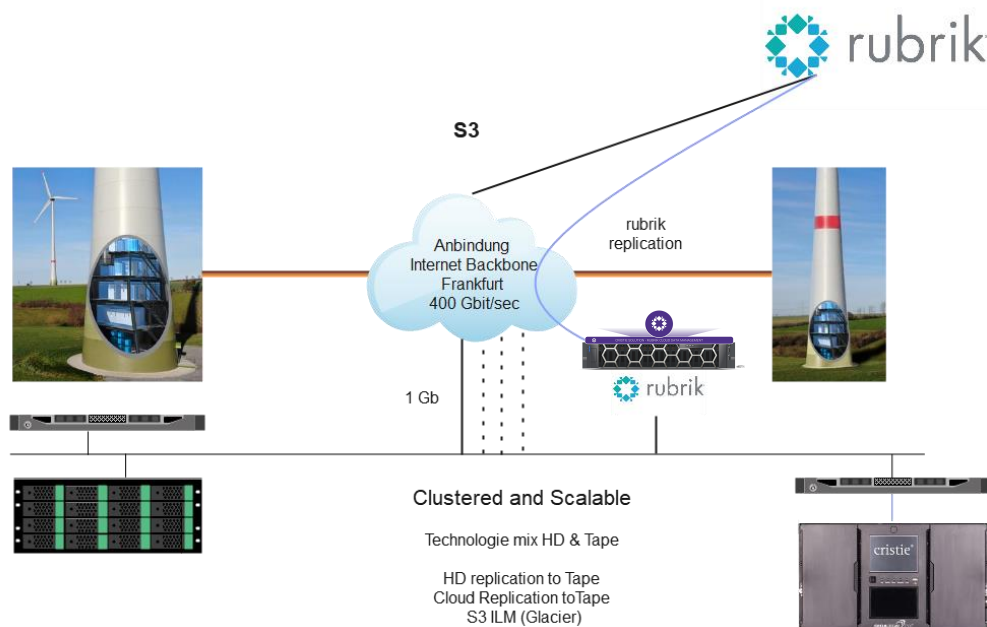 rubrik
S3
rubrik
replication
Anbindung
Internet Backbone
Frankfurt
400 Gbit/sec
rubrik
1 Gb
Clustered and Scalable
Technologie mix HD & Tape
cristie
HD replication to Tape
Cloud Replication toTape
S3 ILM (Glacier)